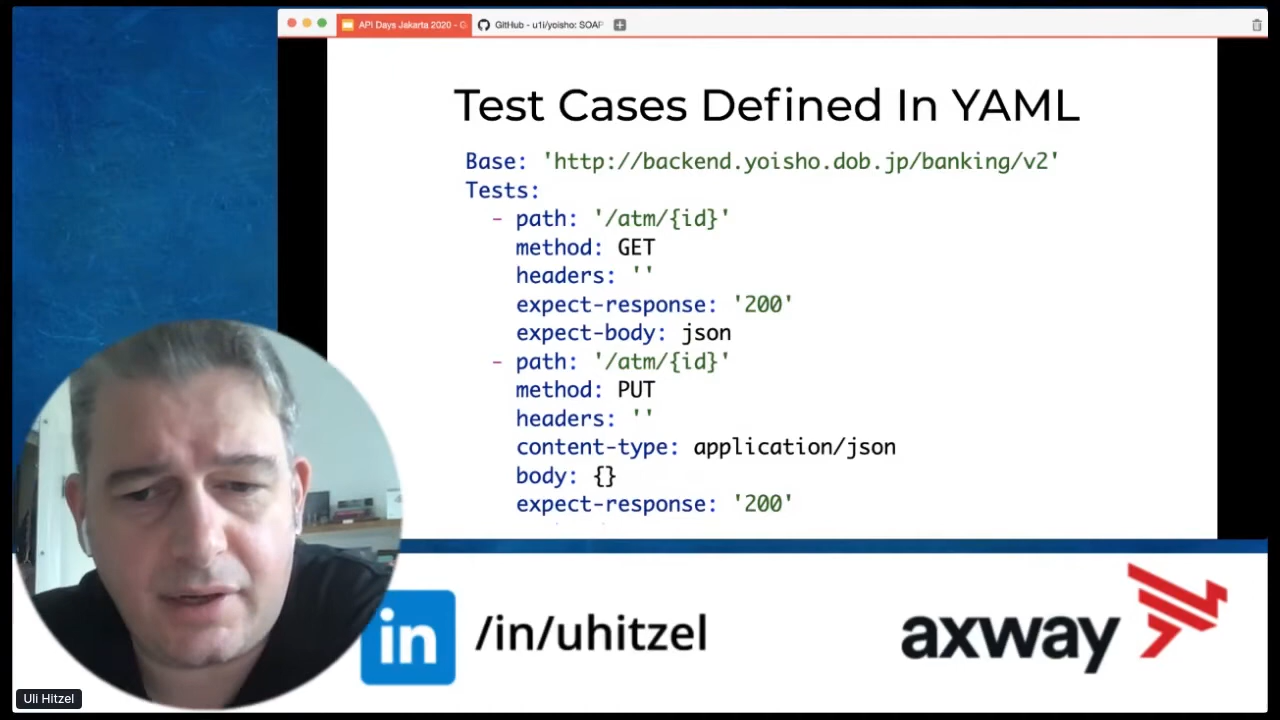 API Days Jakarta 2020 - G
GitHub - u1i/yoisho: SOAP
Test Cases Defined In YAML
Base: 'http://backend.yoisho.dob.jp/banking/v2'
Tests:
- path: '/atm/{id}'
method: GET
headers: ''
expect-response: '200'
expect-body: json
- path: '/atm/{id}'
method: PUT
headers: ''
content-type: application/json
body: {}
expect-response: '200'
in /in/uhitzel
axway
Uli Hitzel